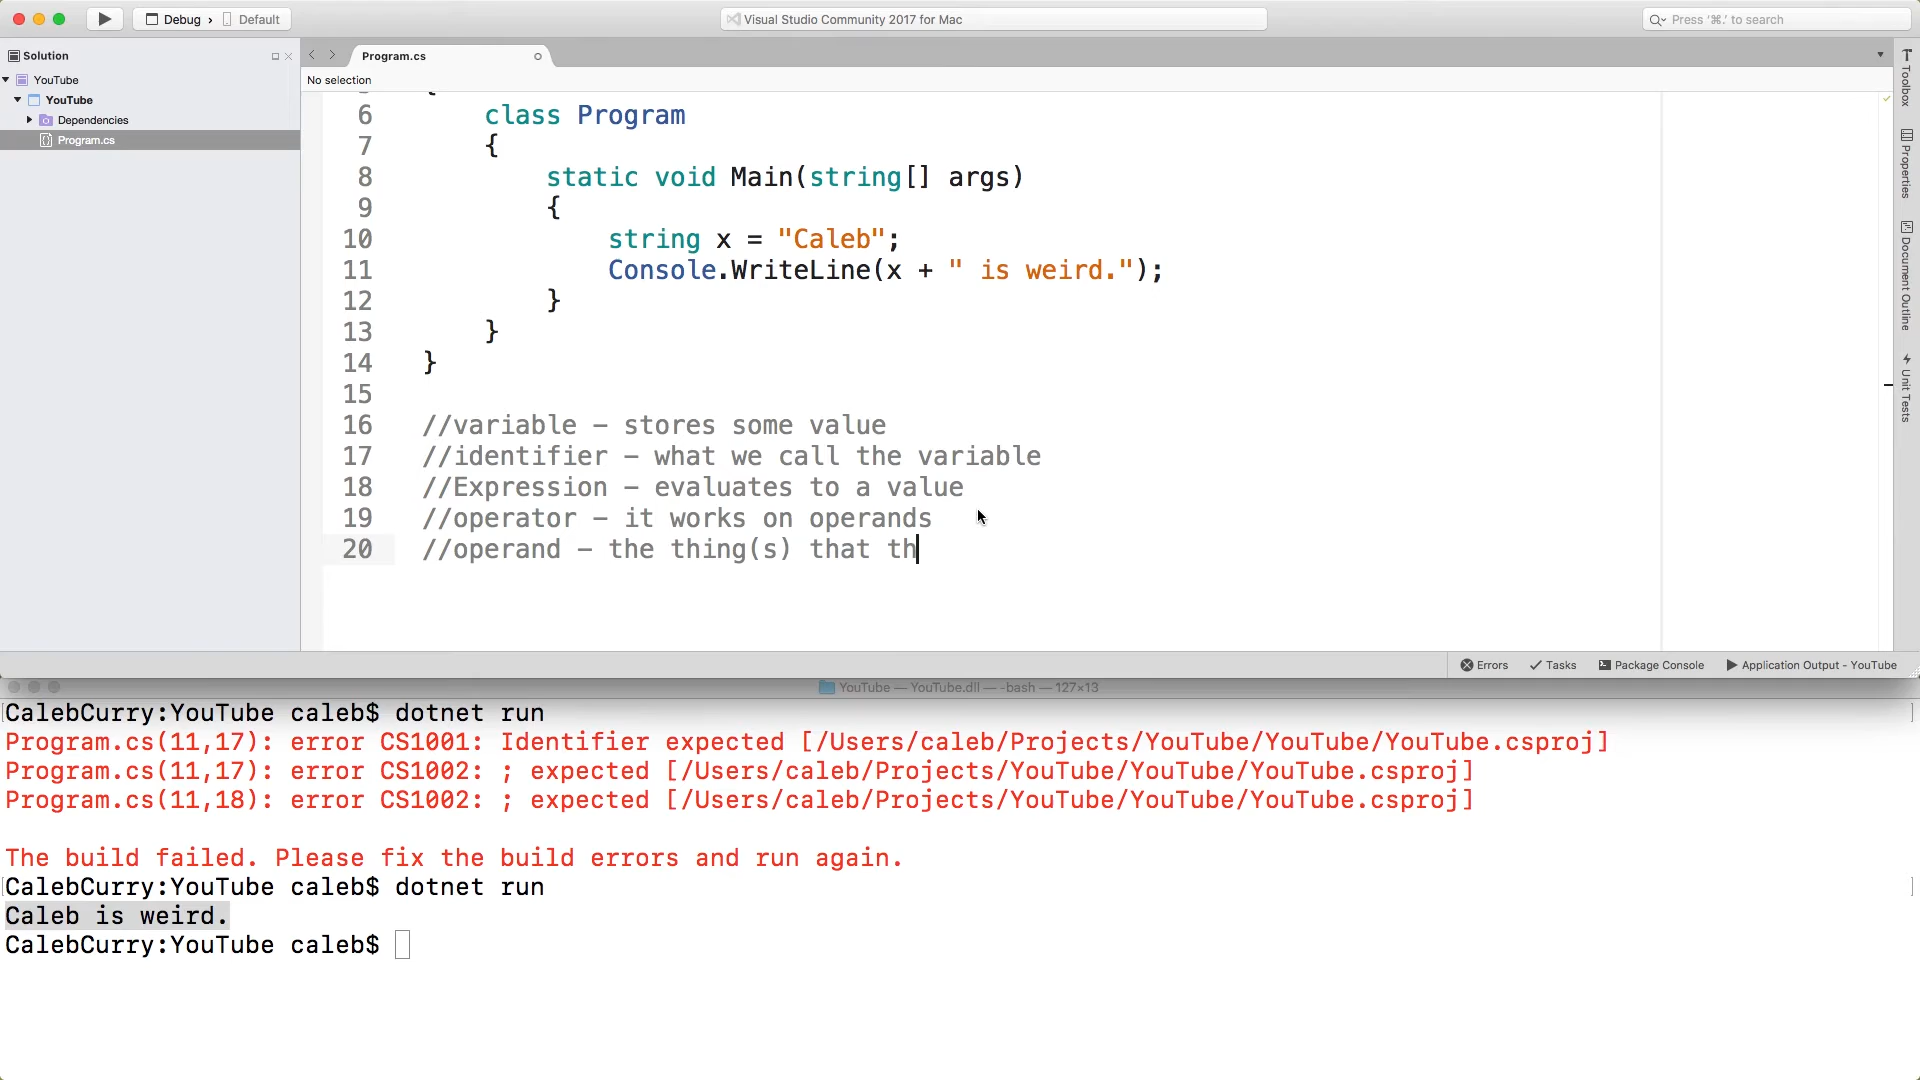 Debug › Default
Visual Studio Community 2017 for Mac
Press '⌘.' to search
Solution
YouTube
YouTube
Dependencies
Program.cs
Program.cs
No selection
6 class Program
7 {
8 static void Main(string[] args)
9 {
10 string x = "Caleb";
11 Console.WriteLine(x + " is weird.");
12 }
13 }
14 }
15
16 //variable – stores some value
17 //identifier – what we call the variable
18 //Expression – evaluates to a value
19 //operator – it works on operands
20 //operand – the thing(s) that th
Toolbox
Properties
Document Outline
Unit Tests
Errors Tasks Package Console Application Output - YouTube
YouTube — YouTube.dll — -bash — 127×13
[CalebCurry:YouTube caleb$ dotnet run ]
Program.cs(11,17): error CS1001: Identifier expected [/Users/caleb/Projects/YouTube/YouTube/YouTube.csproj]
Program.cs(11,17): error CS1002: ; expected [/Users/caleb/Projects/YouTube/YouTube/YouTube.csproj]
Program.cs(11,18): error CS1002: ; expected [/Users/caleb/Projects/YouTube/YouTube/YouTube.csproj]
The build failed. Please fix the build errors and run again.
[CalebCurry:YouTube caleb$ dotnet run ]
Caleb is weird.
CalebCurry:YouTube caleb$